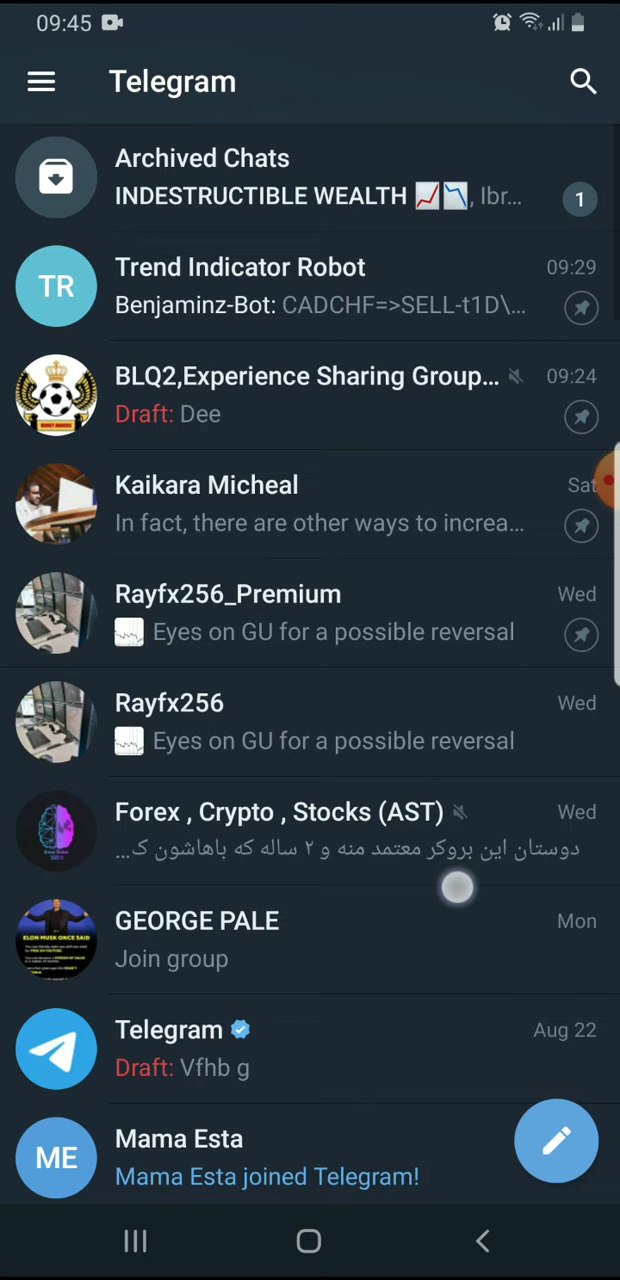 09:45
Telegram
Archived Chats
INDESTRUCTIBLE WEALTH 📈📉, Ibr...
1
TR
Trend Indicator Robot
09:29
Benjaminz-Bot: CADCHF=>SELL-t1D\...
BLQ2,Experience Sharing Group...
09:24
Draft: Dee
Kaikara Micheal
Sat
In fact, there are other ways to increa...
Rayfx256_Premium
Wed
Eyes on GU for a possible reversal
Rayfx256
Wed
Eyes on GU for a possible reversal
Forex , Crypto , Stocks (AST)
Wed
دوستان این بروکر معتمد منه و ۲ ساله که باهاشون ک...
GEORGE PALE
Mon
ELON MUSK ONCE SAID
Join group
Telegram
Aug 22
Draft: Vfhb g
ME
Mama Esta
Mama Esta joined Telegram!